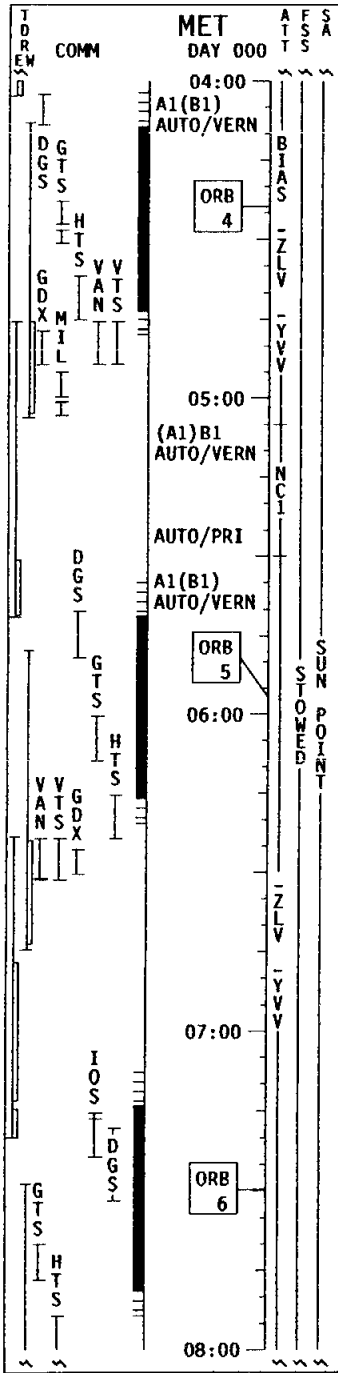 TDRE W
COMM
MET
DAY 000
ATT
FSS
SA
04:00
A1(B1)
AUTO/VERN
DGS
GTS
HTS
BIAS
ORB
4
-ZLV
VAN
VTS
GDX
MIL
-YVV
05:00
(A1)B1
AUTO/VERN
NC1
AUTO/PRI
DGS
A1(B1)
AUTO/VERN
ORB
5
GTS
HTS
STOWED
SUN POINT
06:00
VAN
VTS
GDX
-ZLV
-YVV
07:00
IOS
DGS
ORB
6
GTS
HTS
08:00